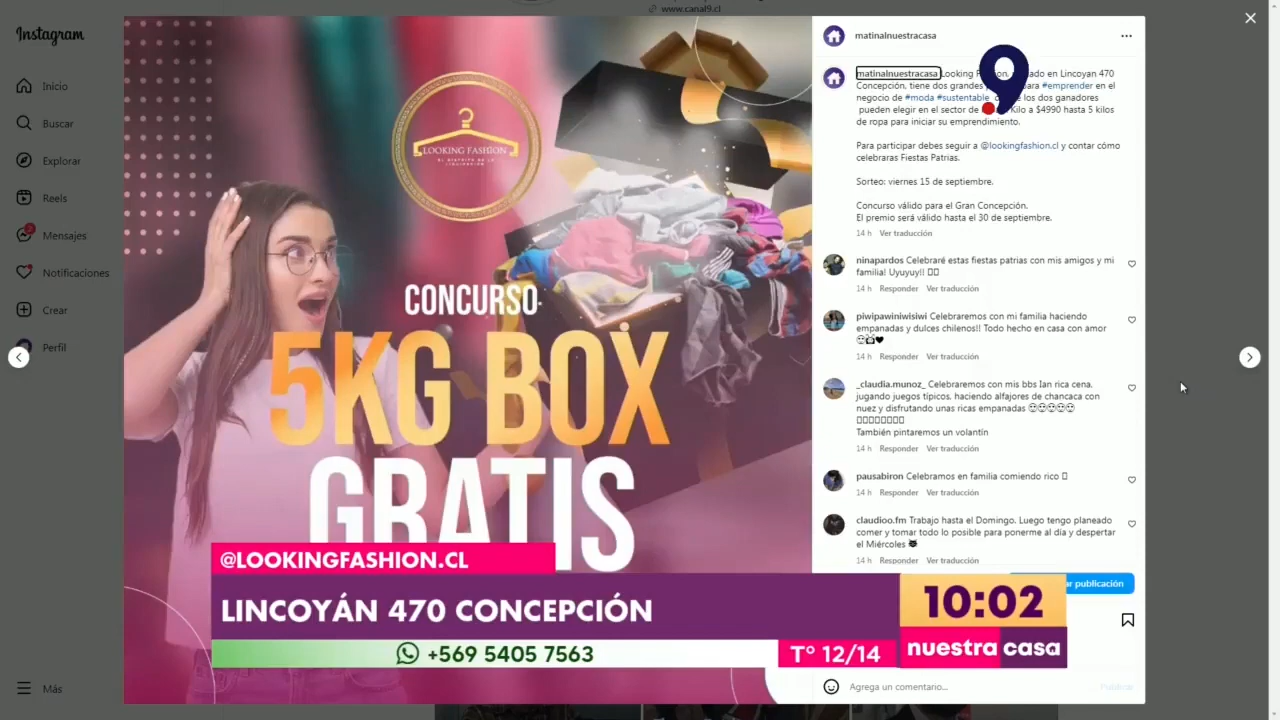 www.canal9.cl
Instagram
Inicio
Buscar
Explorar
Reels
Mensajes
Notificaciones
Crear
Perfil
Más
LOOKING FASHION
CONCURSO
5KG BOX
GRATIS
@LOOKINGFASHION.CL
LINCOYÁN 470 CONCEPCIÓN
+569 5405 7563
T° 12/14
10:02
nuestra casa
matinalnuestracasa
matinalnuestracasa Looking en Lincoyan 470
Concepción, tiene dos grandes para #emprender en el
negocio de #moda #sustentable los dos ganadores
pueden elegir en el sector de Kilo a $4990 hasta 5 kilos
de ropa para iniciar su emprendimiento.
Para participar debes seguir a @lookingfashion.cl y contar cómo
celebraras Fiestas Patrias.
Sorteo: viernes 15 de septiembre.
Concurso válido para el Gran Concepción.
El premio será válido hasta el 30 de septiembre.
14 h Ver traducción
ninapardos Celebraré estas fiestas patrias con mis amigos y mi
familia! Uyuyuy!!
14 h Responder Ver traducción
piwipawiniwisiwi Celebraremos con mi familia haciendo
empanadas y dulces chilenos!! Todo hecho en casa con amor
14 h Responder Ver traducción
_claudia.munoz_ Celebraremos con mis bbs Ian rica cena,
jugando juegos típicos, haciendo alfajores de chancaca con
nuez y disfrutando unas ricas empanadas
También pintaremos un volantín
14 h Responder Ver traducción
pausabiron Celebramos en familia comiendo rico
14 h Responder Ver traducción
claudioo.fm Trabajo hasta el Domingo. Luego tengo planeado
comer y tomar todo lo posible para ponerme al día y despertar
el Miércoles
14 h Responder Ver traducción
publicación
Agrega un comentario...
Publicar